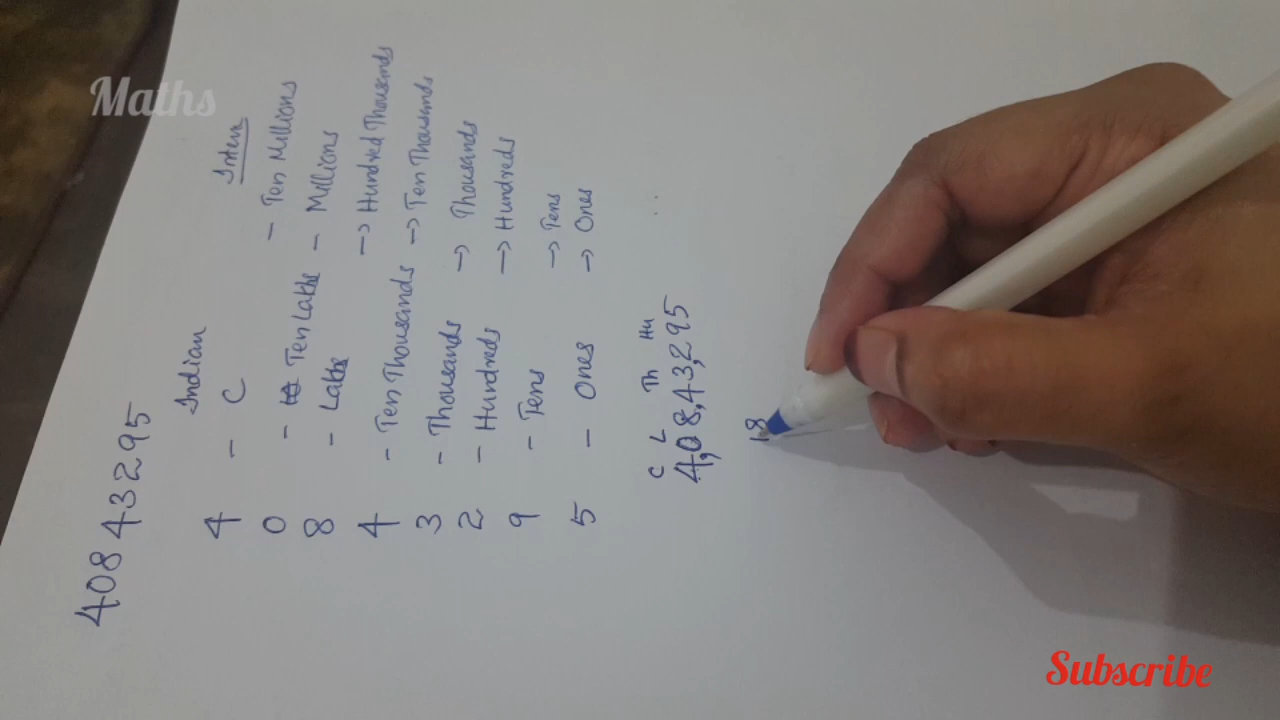 Maths
40843295
Indian Intern
4 - C - Ten Millions
0 - Ten Lakhs - Millions
8 - Lakhs -> Hundred Thousands
4 - Ten Thousands -> Ten Thousands
3 - Thousands -> Thousands
2 - Hundreds -> Hundreds
9 - Tens -> Tens
5 - Ones -> Ones
C L Th Hu
4,08,43,295
18
Subscribe